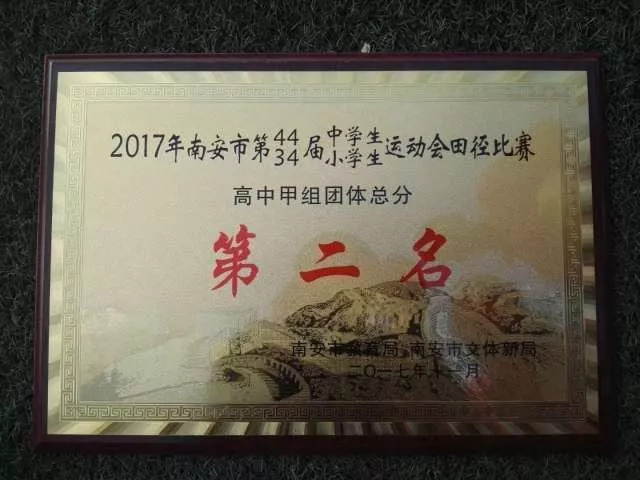 2017年南安市第44届中学生运动会田径比赛
34 小学生
高中甲组团体总分
第二名
南安市教育局 南安市文体新局
二〇一七年十一月